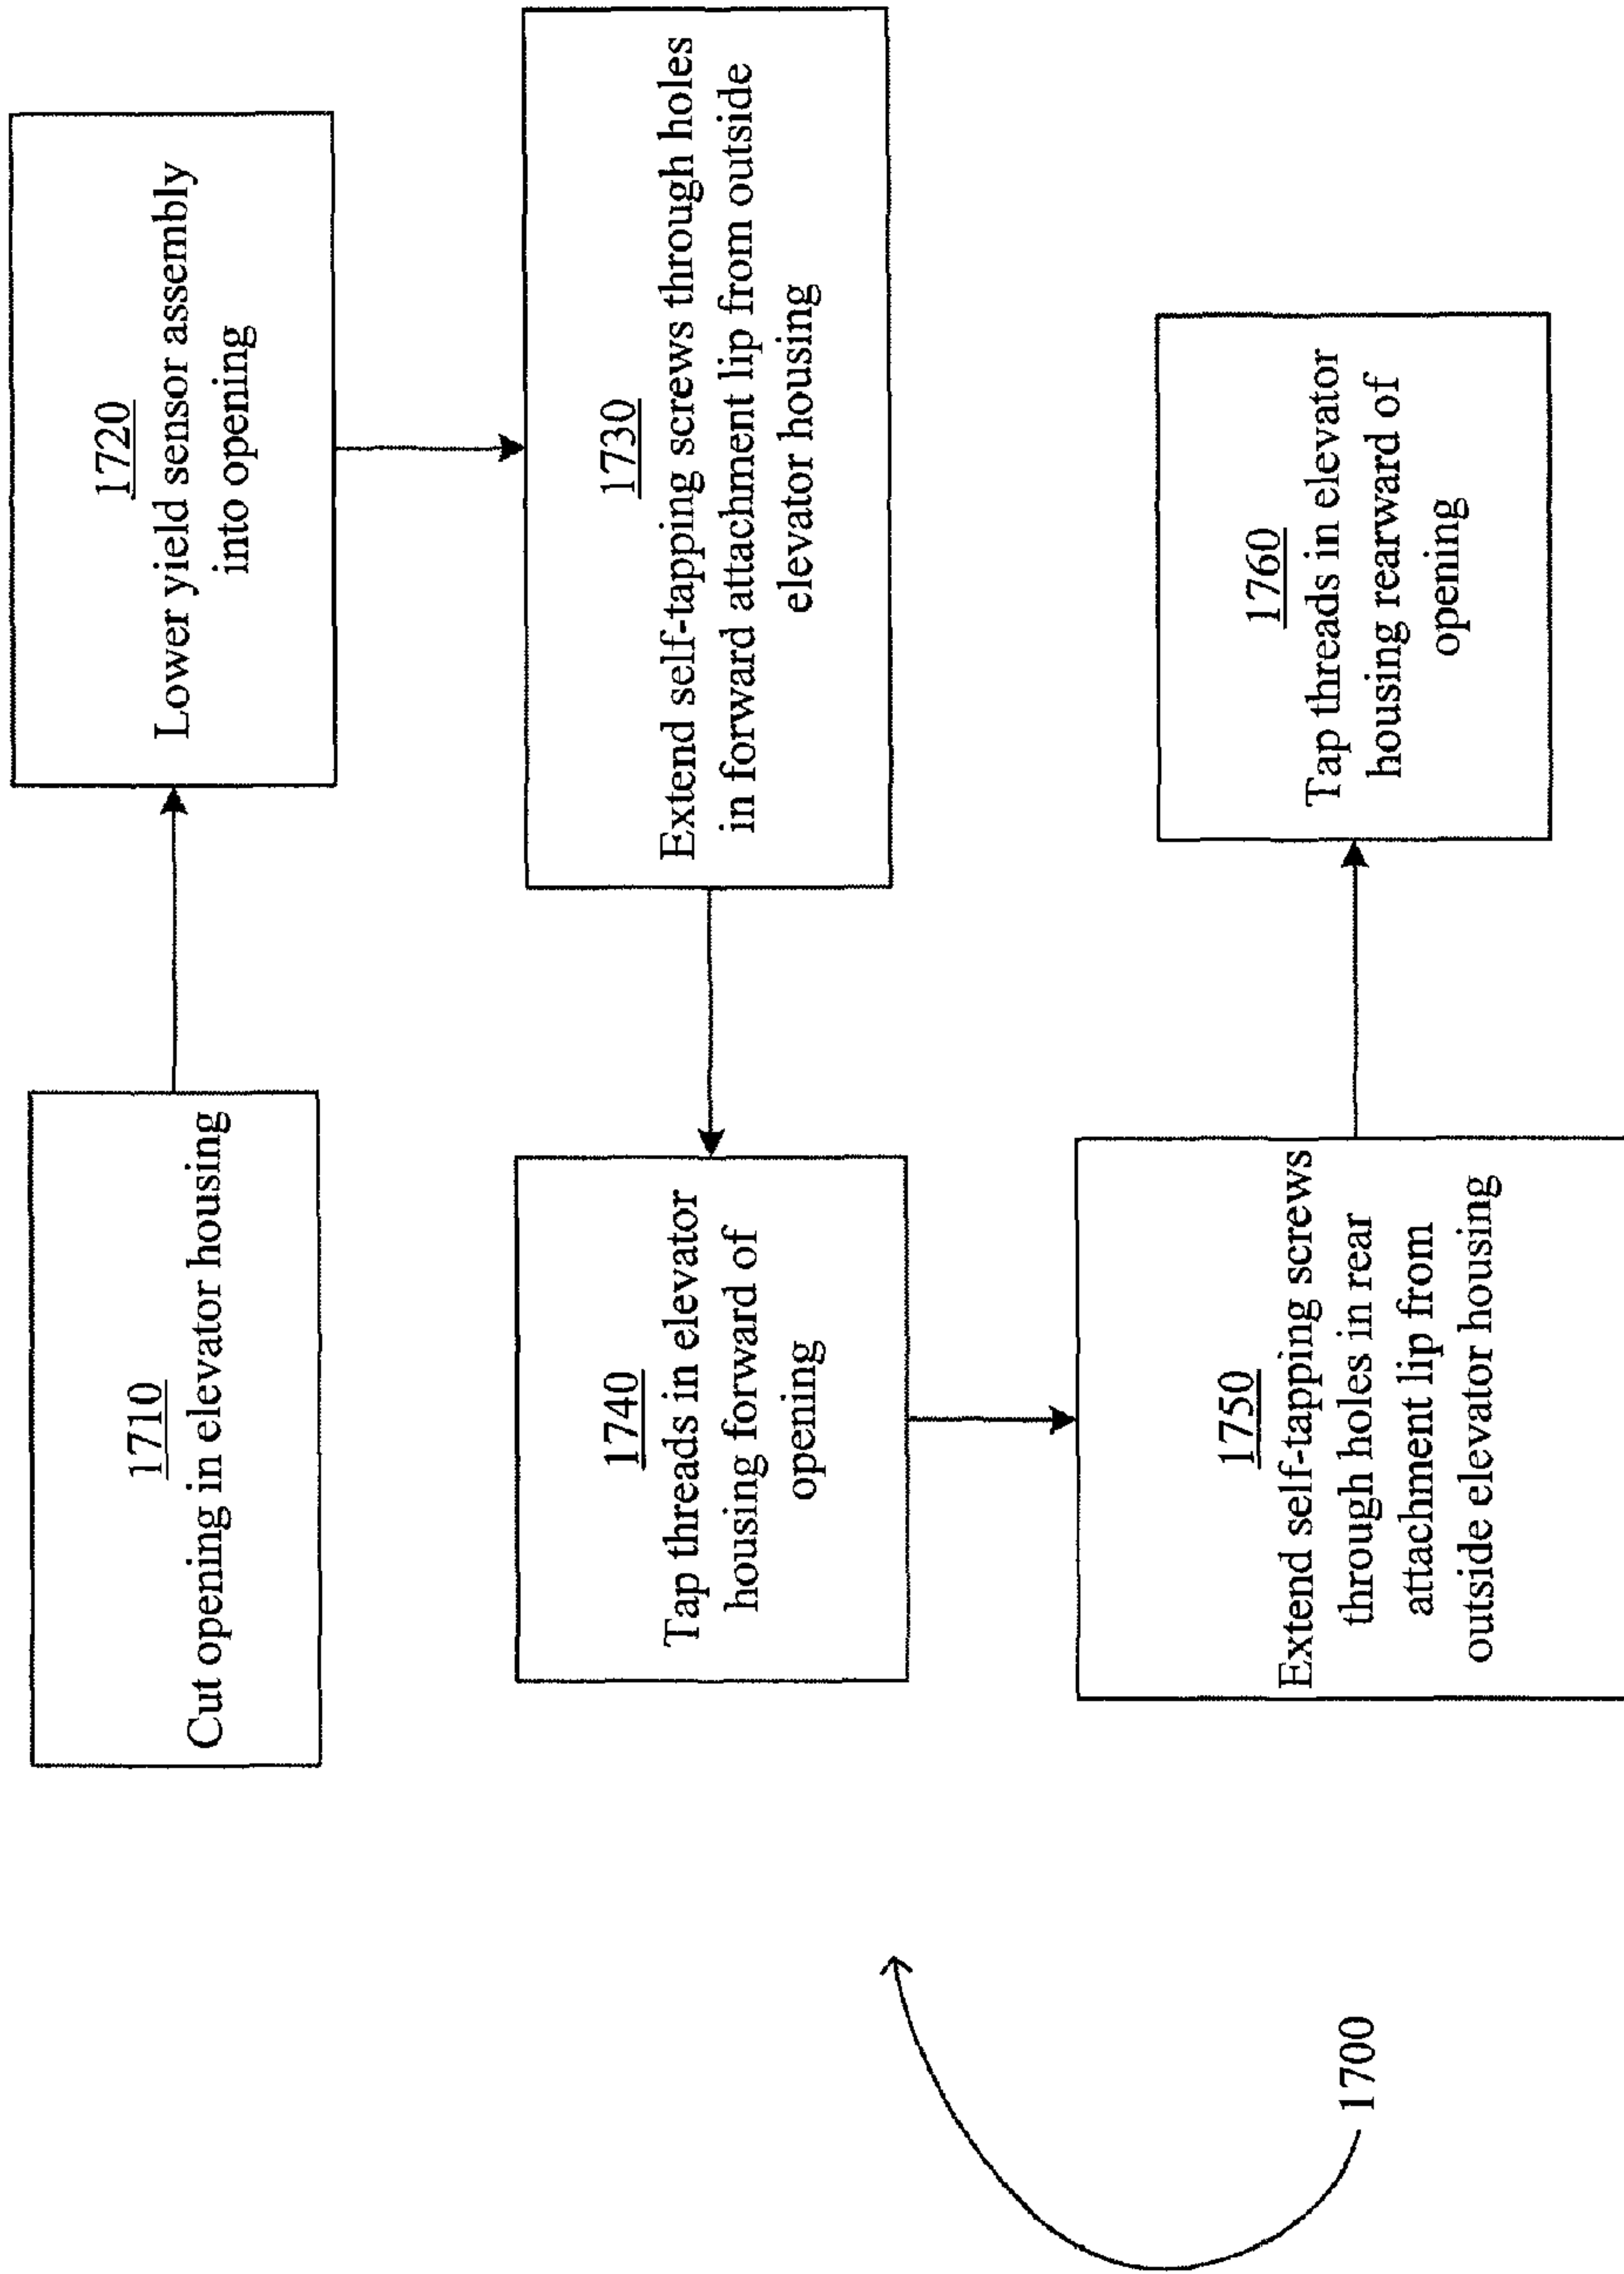 1710
Cut opening in elevator housing
1720
Lower yield sensor assembly
into opening
1730
Extend self-tapping screws through holes
in forward attachment lip from outside
elevator housing
1740
Tap threads in elevator
housing forward of
opening
1750
Extend self-tapping screws
through holes in rear
attachment lip from
outside elevator housing
1760
Tap threads in elevator
housing rearward of
opening
1700